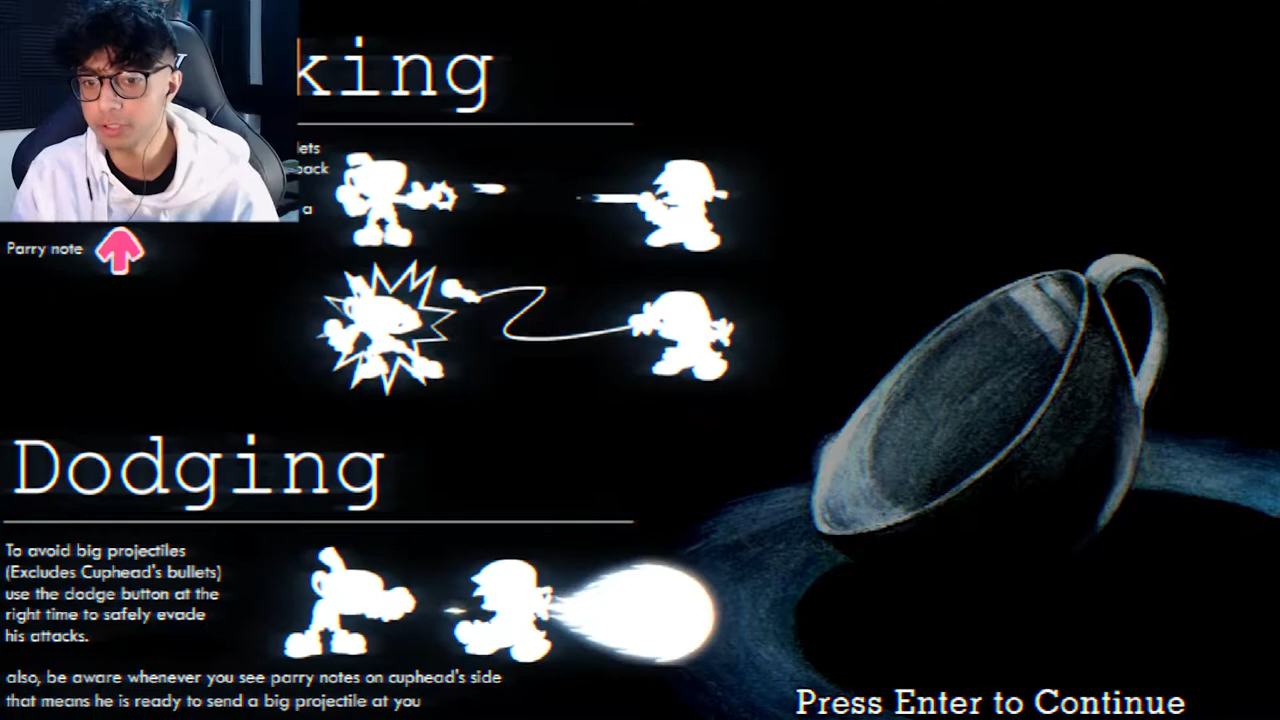 king
a
Parry note
Dodging
To avoid big projectiles
(Excludes Cuphead's bullets)
use the dodge button at the
right time to safely evade
his attacks.
also, be aware whenever you see parry notes on cuphead's side
that means he is ready to send a big projectile at you
Press Enter to Continue